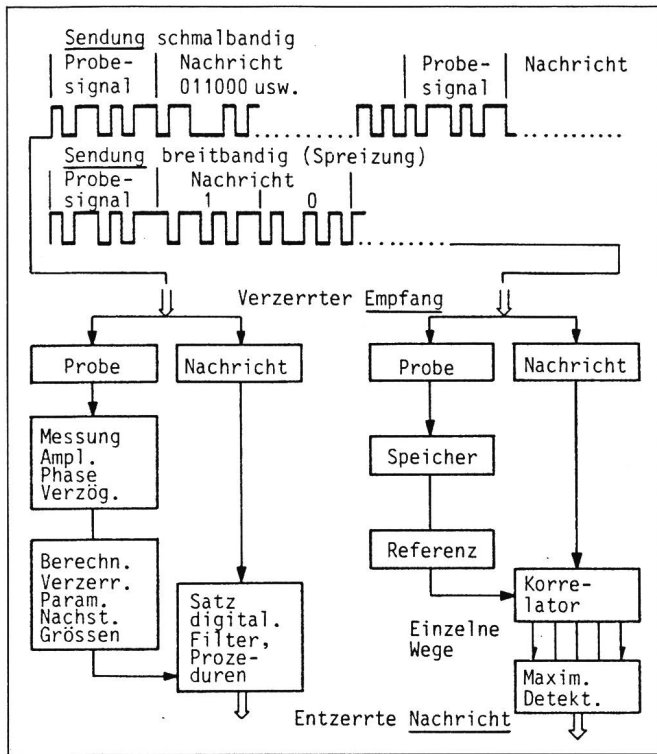 Sendung schmalbandig
Probe-
signal
Nachricht
011000 usw.
Probe-
signal
Nachricht
Sendung breitbandig (Spreizung)
Probe-
signal
Nachricht
1
0
Verzerrter Empfang
Probe
Nachricht
Probe
Nachricht
Messung
Ampl.
Phase
Verzög.
Speicher
Berechn.
Verzerr.
Param.
Nachst.
Grössen
Referenz
Satz
digital.
Filter,
Proze-
duren
Korre-
lator
Einzelne
Wege
Maxim.
Detekt.
Entzerrte Nachricht